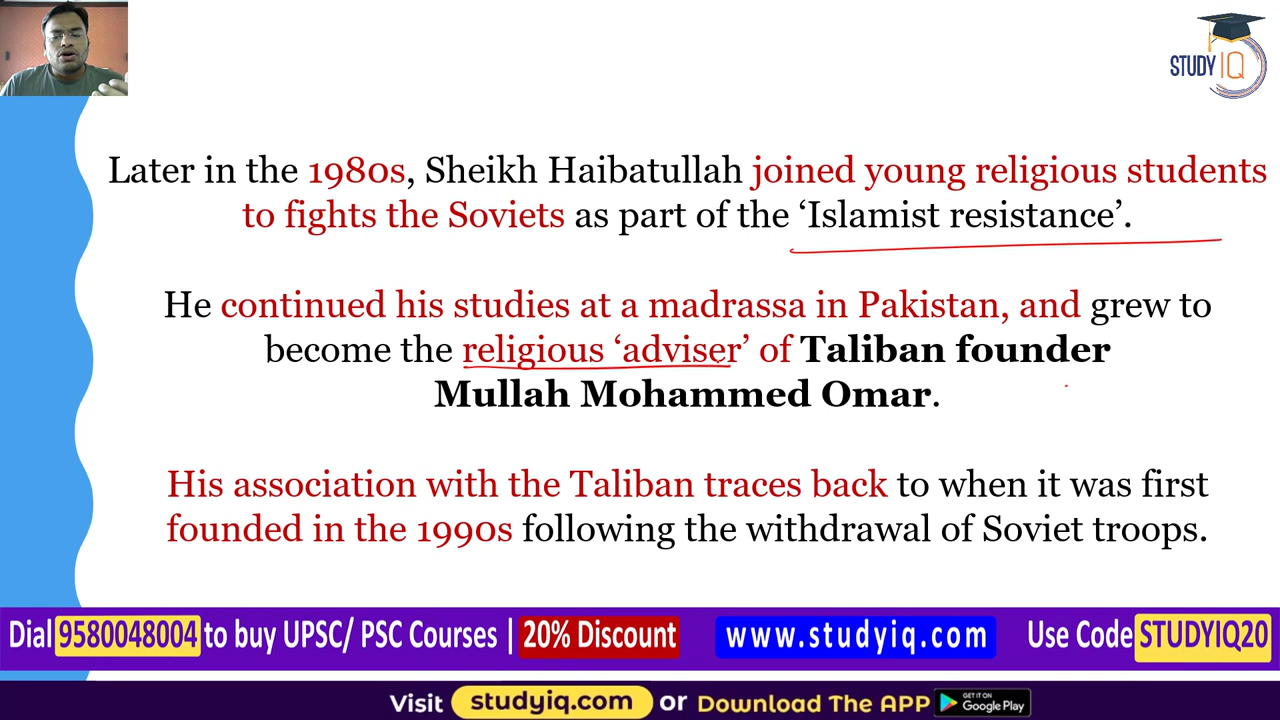 STUDY IQ
Later in the 1980s, Sheikh Haibatullah joined young religious students
to fights the Soviets as part of the ‘Islamist resistance’.
He continued his studies at a madrassa in Pakistan, and grew to
become the religious ‘adviser’ of Taliban founder
Mullah Mohammed Omar.
His association with the Taliban traces back to when it was first
founded in the 1990s following the withdrawal of Soviet troops.
Dial 9580048004 to buy UPSC/ PSC Courses | 20% Discount www.studyiq.com Use Code STUDYIQ20
Visit studyiq.com or Download The APP GET IT ON Google Play